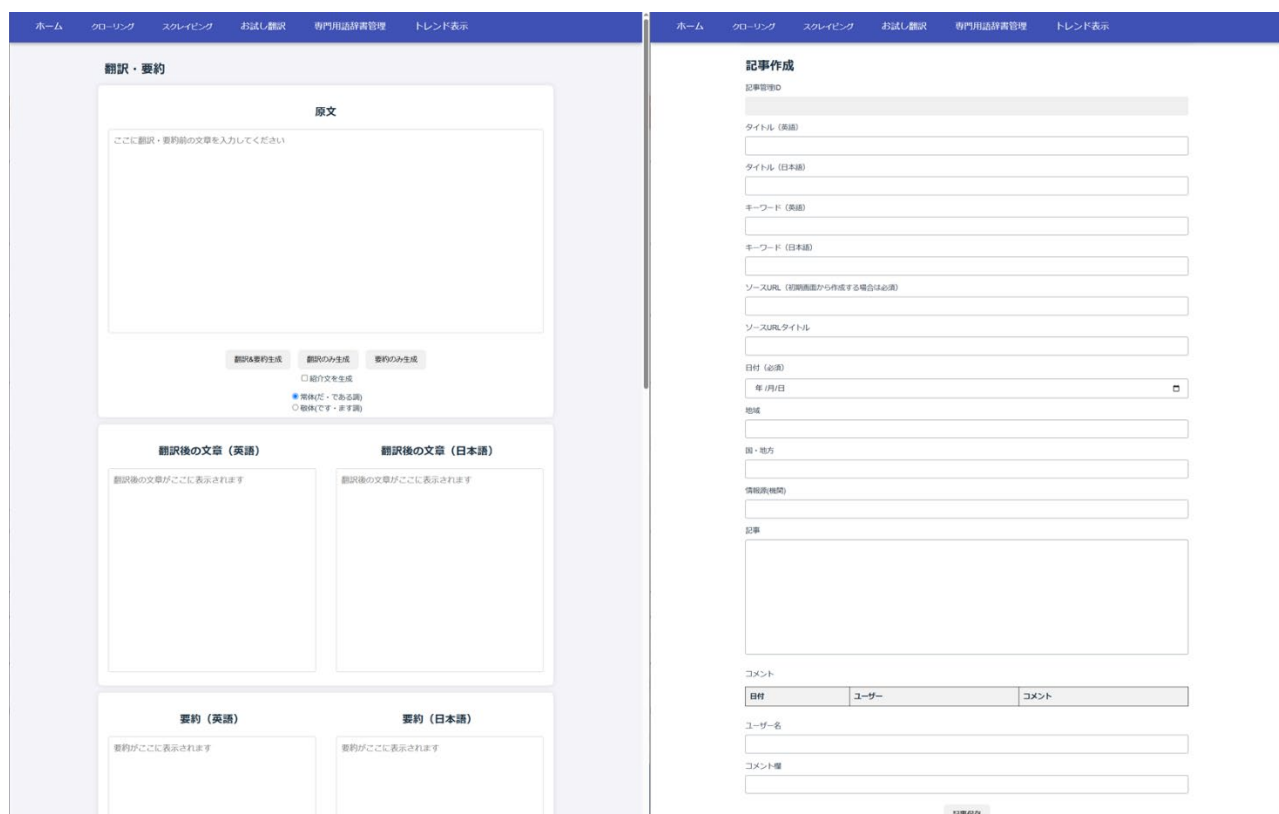 ホーム クローリング スクレイピング お試し翻訳 専門用語辞書管理 トレンド表示
翻訳・要約
原文
ここに翻訳・要約前の文章を入力してください
翻訳&要約生成 翻訳のみ生成 要約のみ生成
紹介文を生成
常体(だ・である調)
敬体(です・ます調)
翻訳後の文章（英語） 翻訳後の文章（日本語）
翻訳後の文章がここに表示されます 翻訳後の文章がここに表示されます
要約（英語） 要約（日本語）
要約がここに表示されます 要約がここに表示されます
ホーム クローリング スクレイピング お試し翻訳 専門用語辞書管理 トレンド表示
記事作成
記事管理ID
タイトル（英語）
タイトル（日本語）
キーワード（英語）
キーワード（日本語）
ソースURL（初期画面から作成する場合は必須）
ソースURLタイトル
日付（必須）
年 /月/日
地域
国・地方
情報源(機関)
記事
コメント
日付 ユーザー コメント
ユーザー名
コメント欄
記事保存